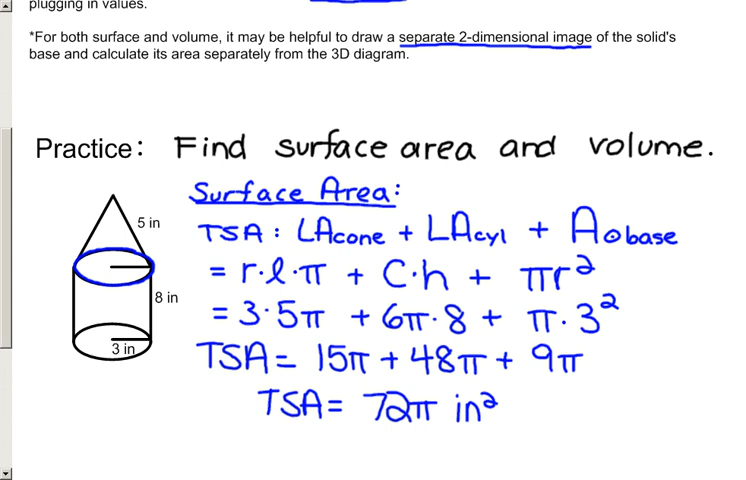 plugging in values.
*For both surface and volume, it may be helpful to draw a separate 2-dimensional image of the solid's
base and calculate its area separately from the 3D diagram.
Practice: Find surface area and volume.
Surface Area:
5 in
TSA: LAcone + LAcyl + Aobase
= r·l·π + C·h + πr²
8 in
= 3·5π + 6π·8 + π·3²
3 in
TSA = 15π + 48π + 9π
TSA = 72π in²